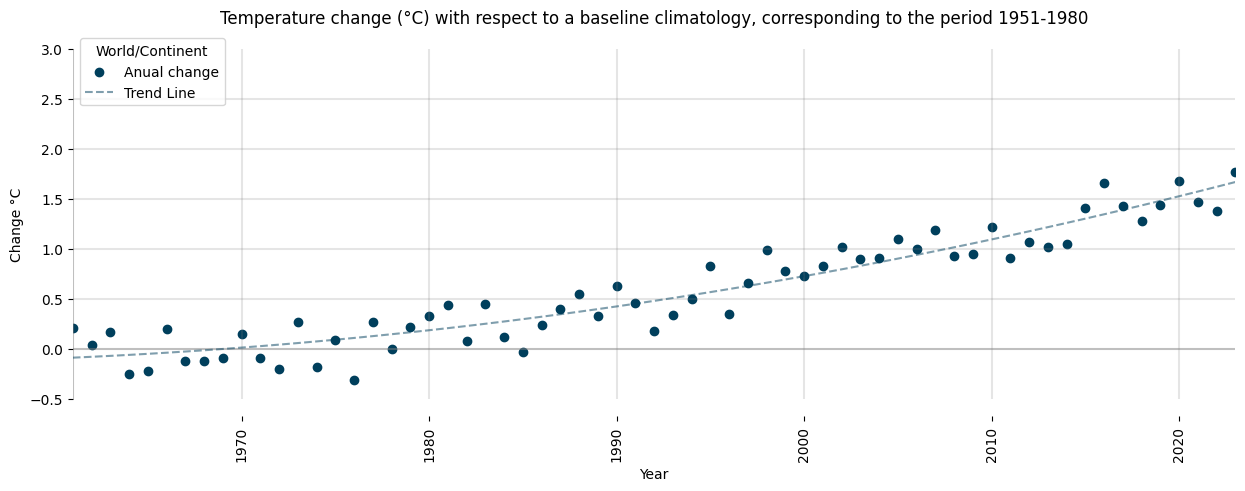 Temperature change (°C) with respect to a baseline climatology, corresponding to the period 1951-1980
World/Continent
Anual change
Trend Line
3.0
2.5
2.0
1.5
1.0
0.5
0.0
−0.5
Change °C
1970
1980
1990
2000
2010
2020
Year